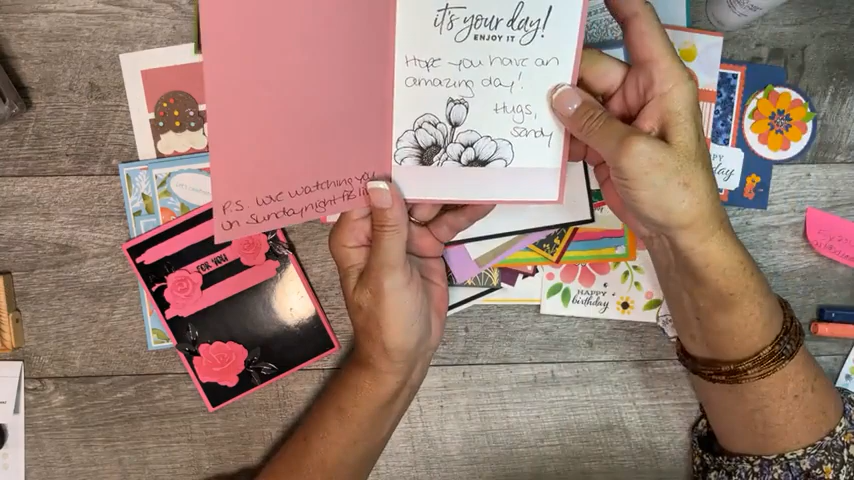 it's your day!
ENJOY IT
Hope you have an
amazing day!
Hugs,
Sandy
P.S. love watching you
on Sunday night
FOR YOU
HAPPY
BIRTHDAY